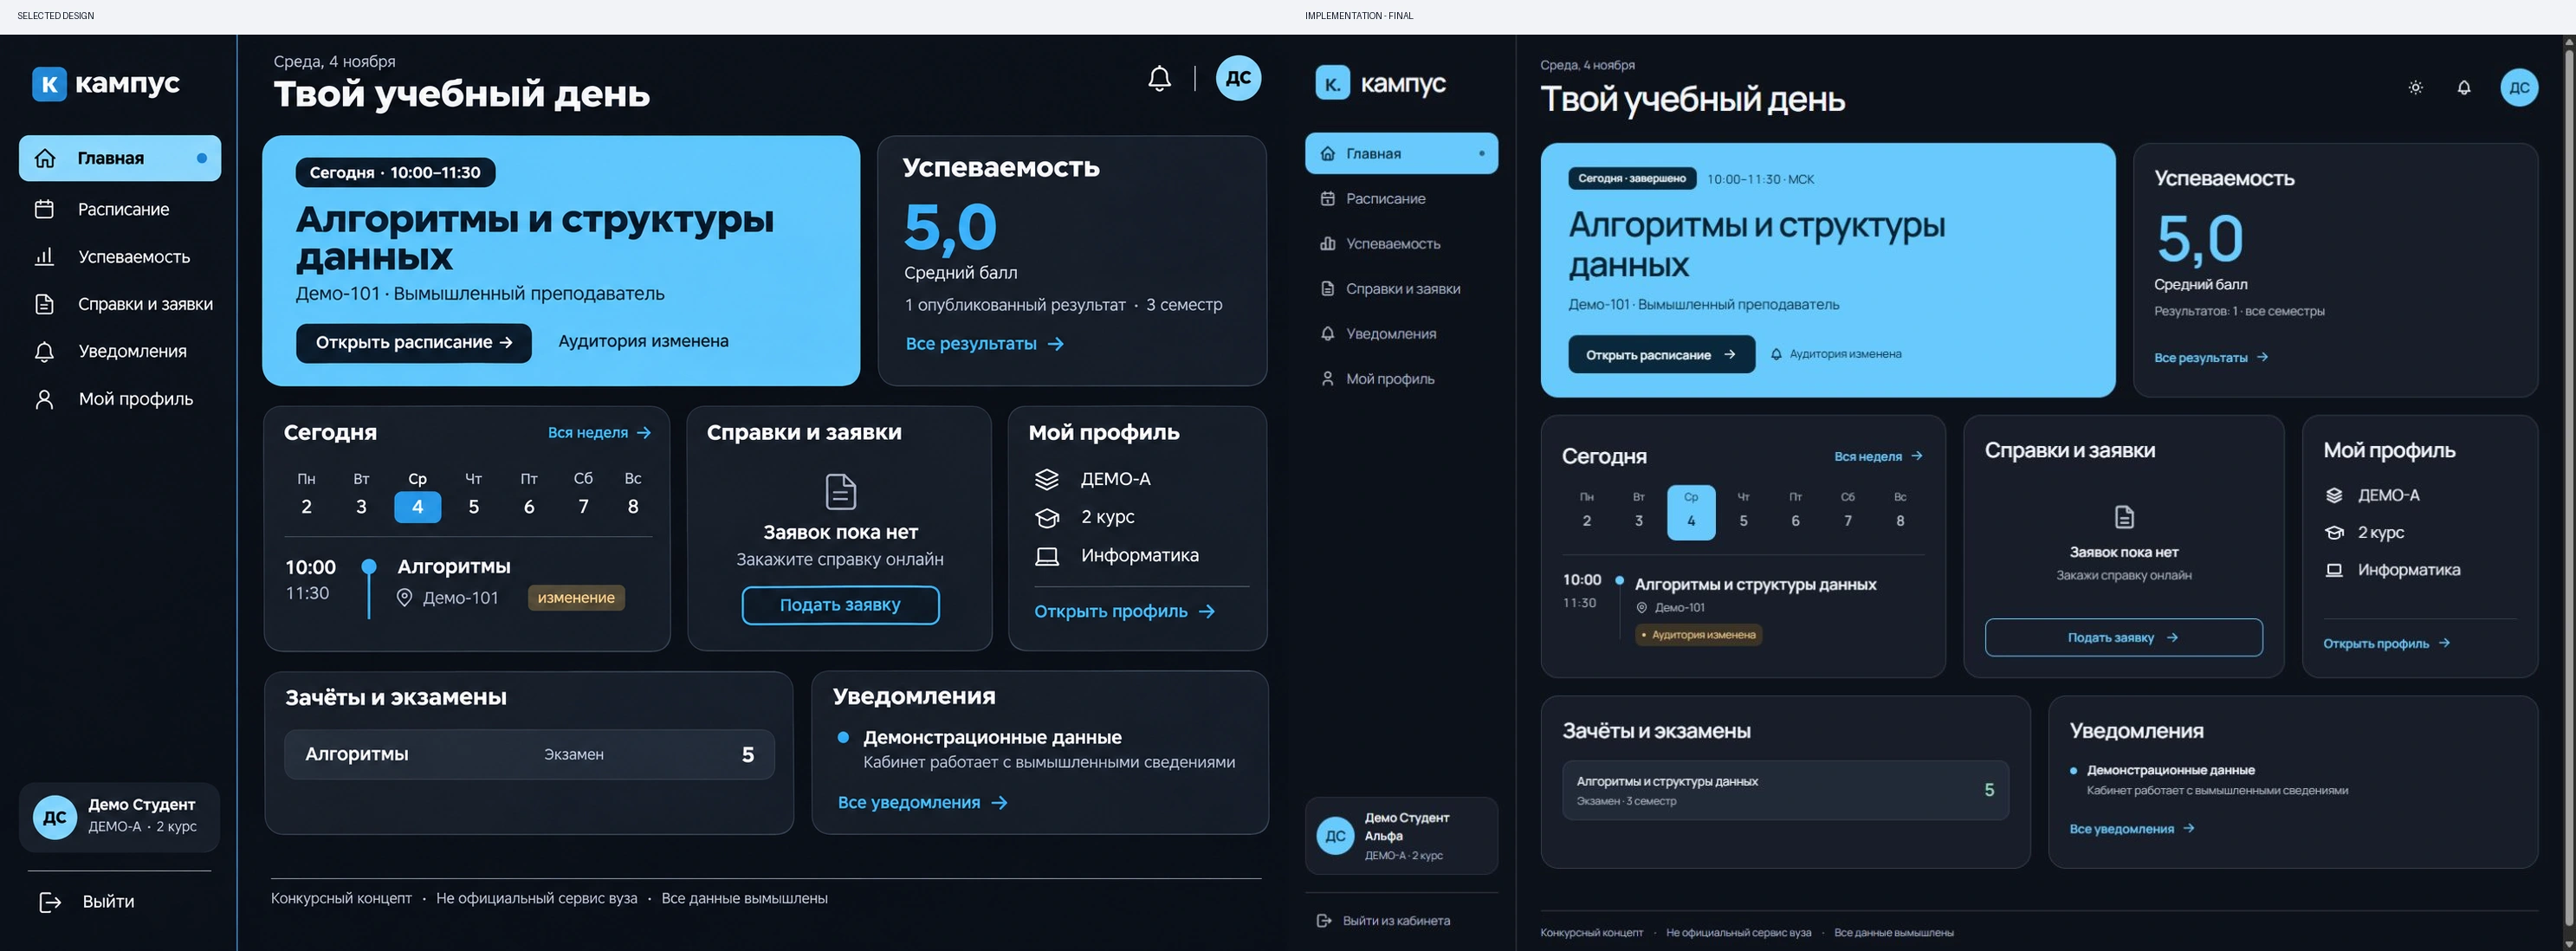 SELECTED DESIGN
K кампус
Главная
Расписание
Успеваемость
Справки и заявки
Уведомления
Мой профиль
ДС
Демо Студент
ДЕМО-А · 2 курс
Выйти
Среда, 4 ноября
Твой учебный день
ДС
Сегодня · 10:00–11:30
Алгоритмы и структуры
данных
Демо-101 · Вымышленный преподаватель
Открыть расписание →
Аудитория изменена
Успеваемость
5,0
Средний балл
1 опубликованный результат · 3 семестр
Все результаты →
Сегодня
Вся неделя →
Пн Вт Ср Чт Пт Сб Вс
2 3 4 5 6 7 8
10:00
11:30
Алгоритмы
Демо-101
изменение
Справки и заявки
Заявок пока нет
Закажите справку онлайн
Подать заявку
Мой профиль
ДЕМО-А
2 курс
Информатика
Открыть профиль →
Зачёты и экзамены
Алгоритмы Экзамен 5
Уведомления
Демонстрационные данные
Кабинет работает с вымышленными сведениями
Все уведомления →
Конкурсный концепт · Не официальный сервис вуза · Все данные вымышлены
IMPLEMENTATION - FINAL
K. кампус
Главная
Расписание
Успеваемость
Справки и заявки
Уведомления
Мой профиль
ДС
Демо Студент
Альфа
ДЕМО-А · 2 курс
Выйти из кабинета
Среда, 4 ноября
Твой учебный день
ДС
Сегодня · завершено
10:00–11:30 · МСК
Алгоритмы и структуры
данных
Демо-101 · Вымышленный преподаватель
Открыть расписание →
Аудитория изменена
Успеваемость
5,0
Средний балл
Результатов: 1 · все семестры
Все результаты →
Сегодня
Вся неделя →
Пн Вт Ср Чт Пт Сб Вс
2 3 4 5 6 7 8
10:00
11:30
Алгоритмы и структуры данных
Демо-101
• Аудитория изменена
Справки и заявки
Заявок пока нет
Закажи справку онлайн
Подать заявку →
Мой профиль
ДЕМО-А
2 курс
Информатика
Открыть профиль →
Зачёты и экзамены
Алгоритмы и структуры данных
Экзамен · 3 семестр
5
Уведомления
Демонстрационные данные
Кабинет работает с вымышленными сведениями
Все уведомления →
Конкурсный концепт · Не официальный сервис вуза · Все данные вымышлены